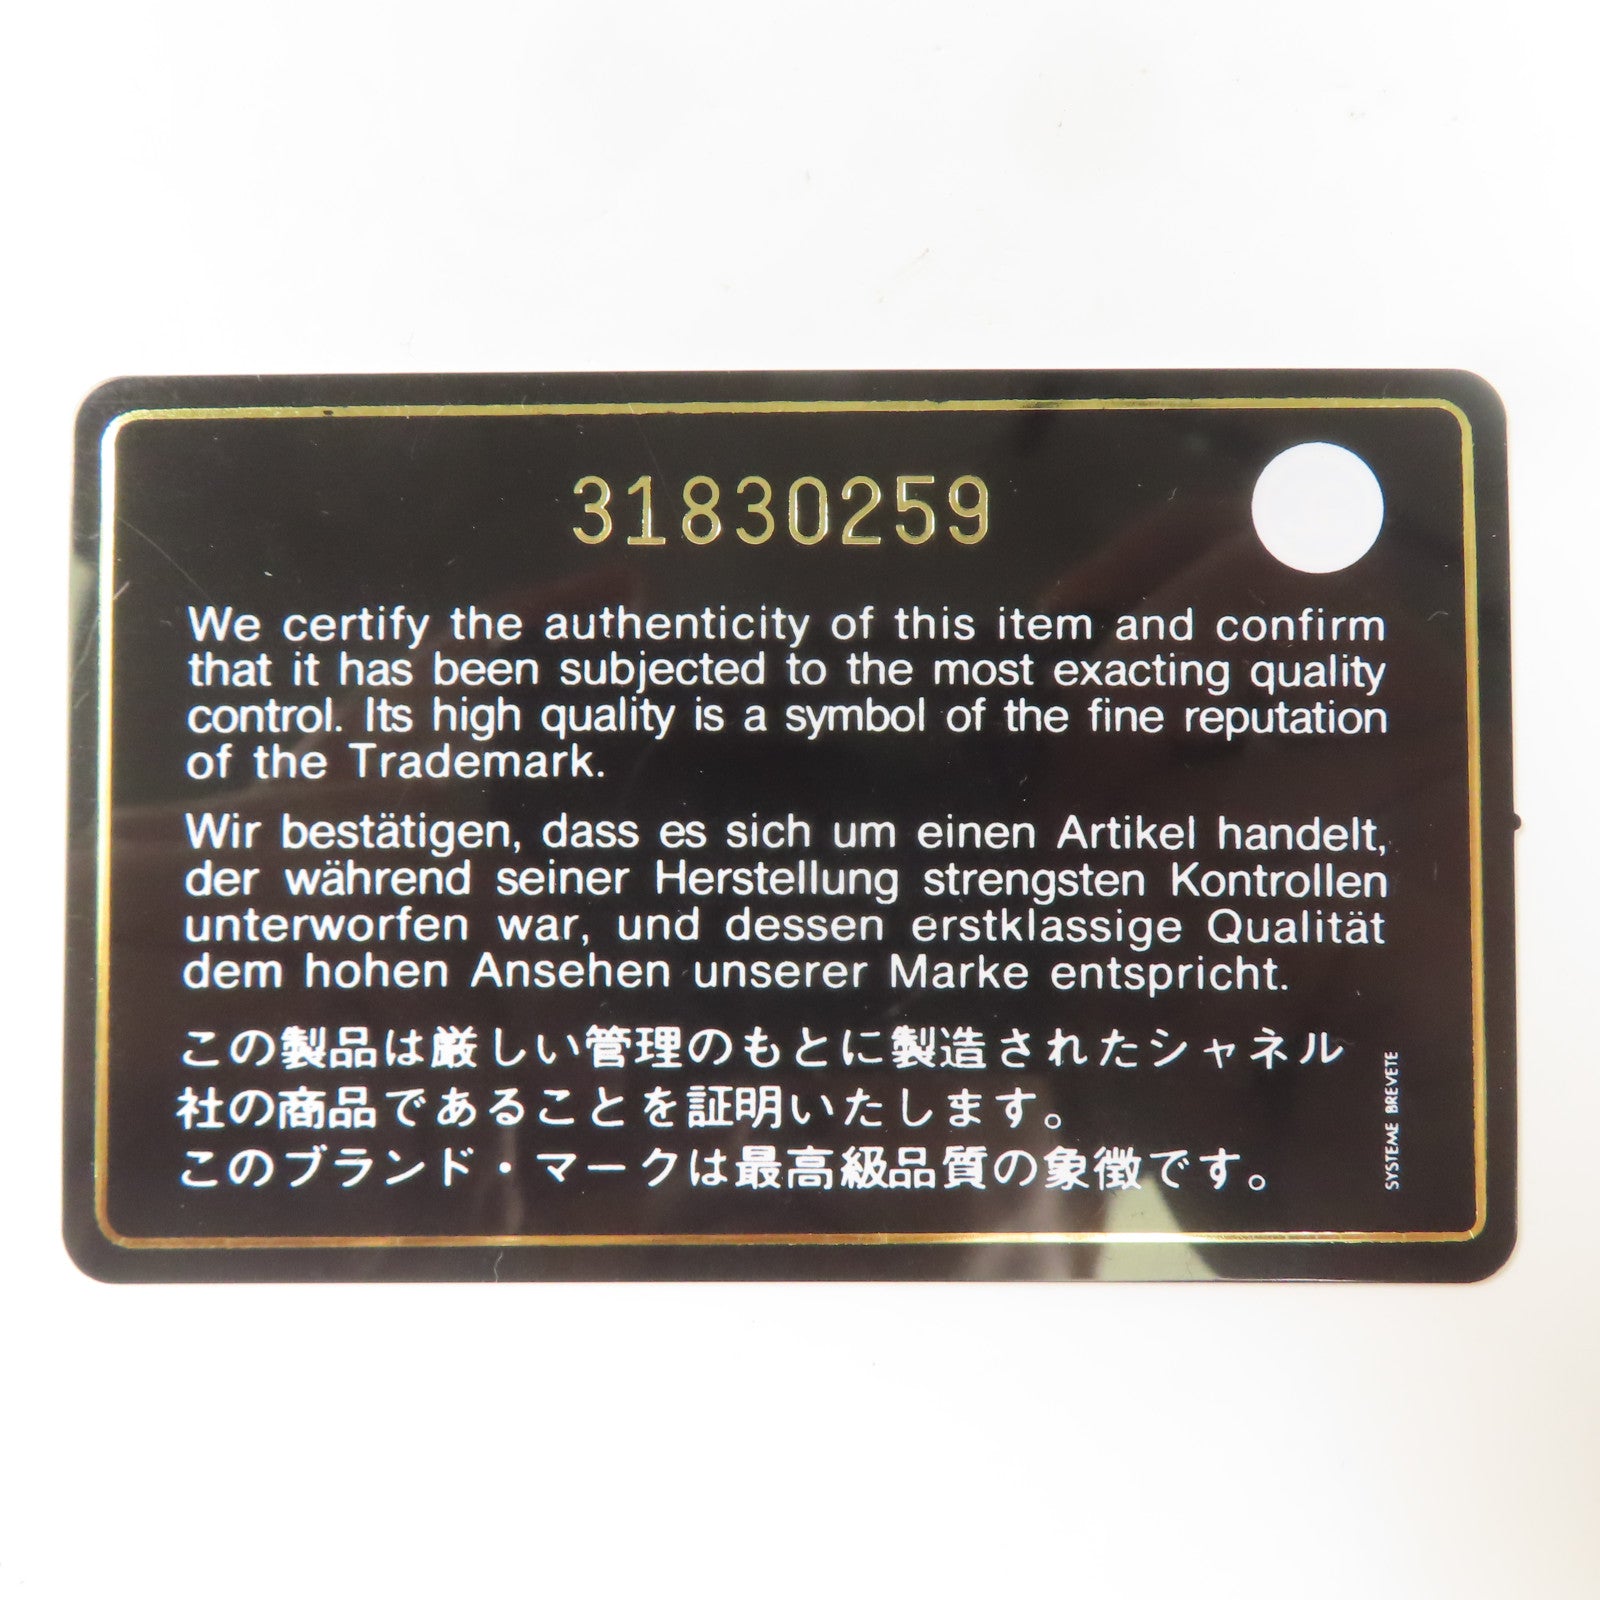 31830259
We certify the authenticity of this item and confirm
that it has been subjected to the most exacting quality
control. Its high quality is a symbol of the fine reputation
of the Trademark.
Wir bestätigen, dass es sich um einen Artikel handelt,
der während seiner Herstellung strengsten Kontrollen
unterworfen war, und dessen erstklassige Qualität
dem hohen Ansehen unserer Marke entspricht.
この製品は厳しい管理のもとに製造されたシャネル
社の商品であることを証明いたします。
このブランド・マークは最高級品質の象徴です。
SYSTEME BREVETE